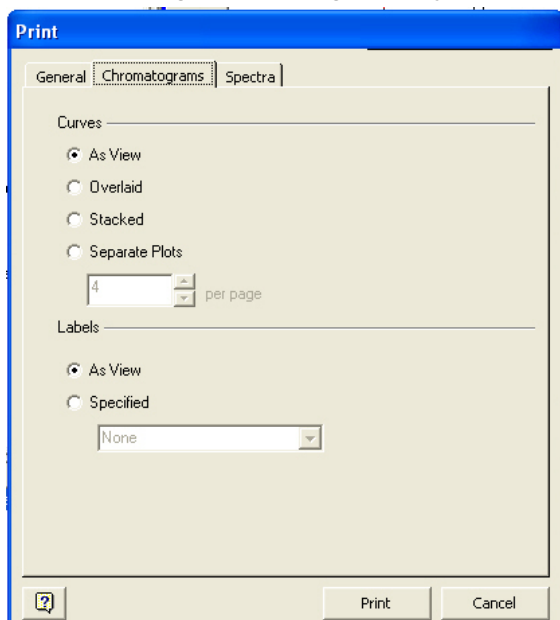 Print
General Chromatograms Spectra
Curves
As View
Overlaid
Stacked
Separate Plots
4 per page
Labels
As View
Specified
None
? Print Cancel